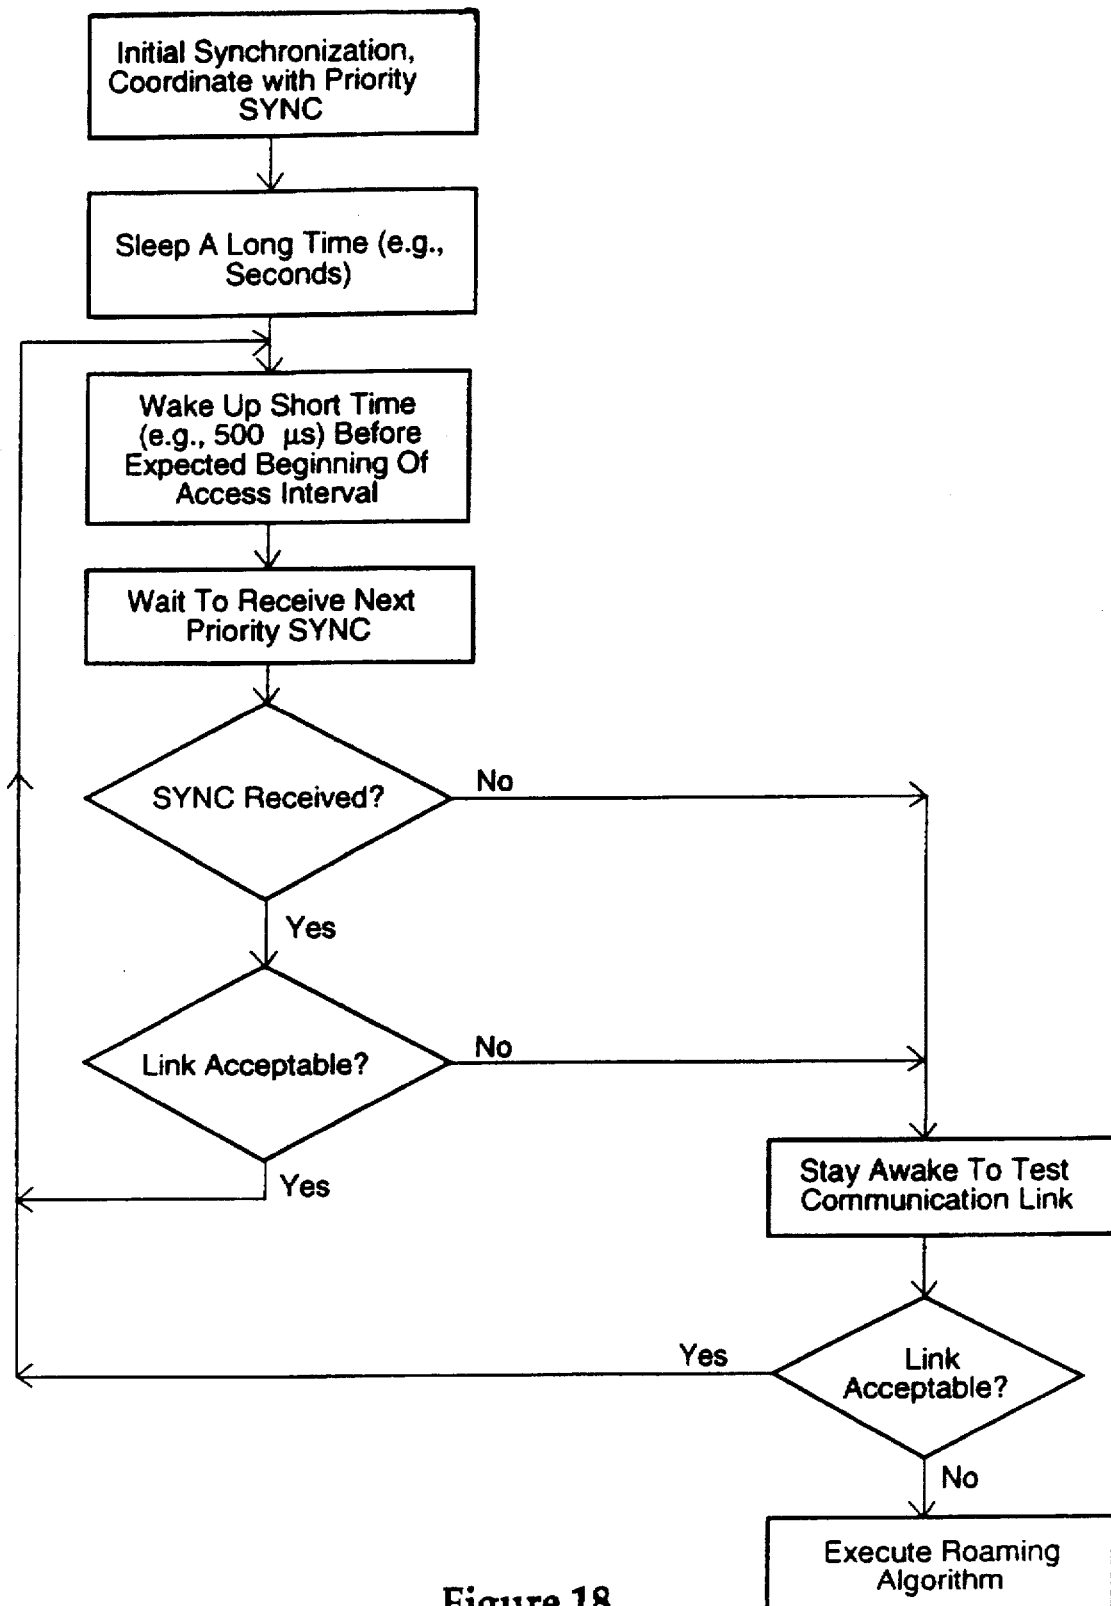 Initial Synchronization,
Coordinate with Priority
SYNC
Sleep A Long Time (e.g.,
Seconds)
Wake Up Short Time
(e.g., 500 µs) Before
Expected Beginning Of
Access Interval
Wait To Receive Next
Priority SYNC
SYNC Received?
No
Yes
Link Acceptable?
No
Yes
Stay Awake To Test
Communication Link
Link
Acceptable?
Yes
No
Execute Roaming
Algorithm
Figure 18